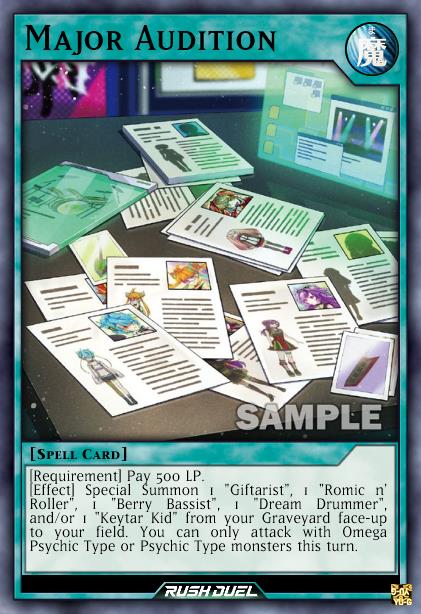 MAJOR AUDITION
ま
魔
SAMPLE
[SPELL CARD]
[Requirement] Pay 500 LP.
[Effect] Special Summon 1 "Giftarist", 1 "Romic n'
Roller", 1 "Berry Bassist", 1 "Dream Drummer",
and/or 1 "Keytar Kid" from your Graveyard face-up
to your field. You can only attack with Omega
Psychic Type or Psychic Type monsters this turn.
RUSH DUEL